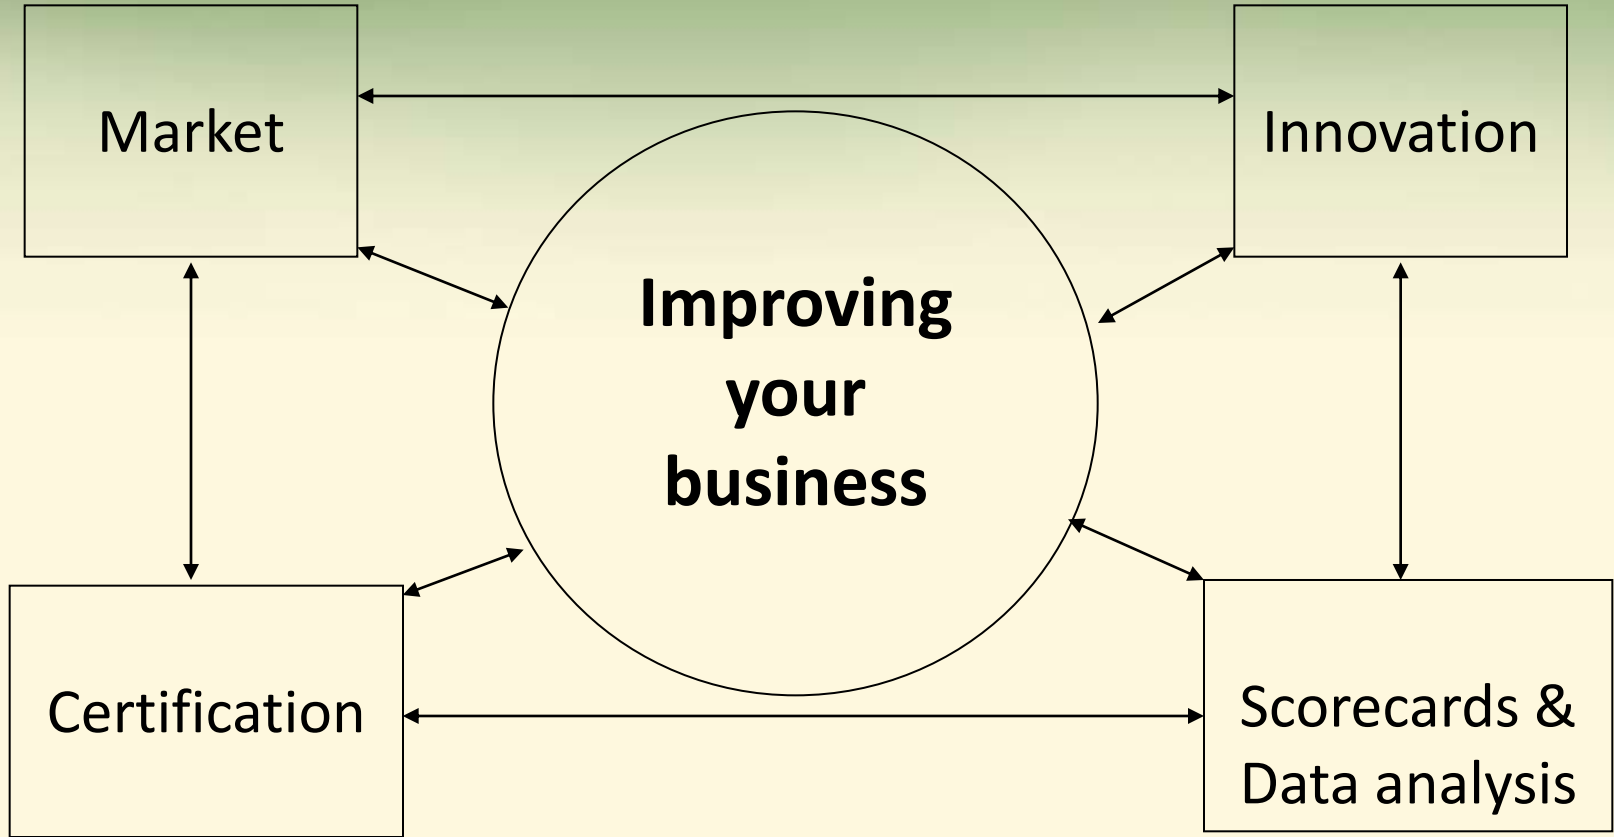 Market
Innovation
Improving
your
business
Certification
Scorecards &
Data analysis